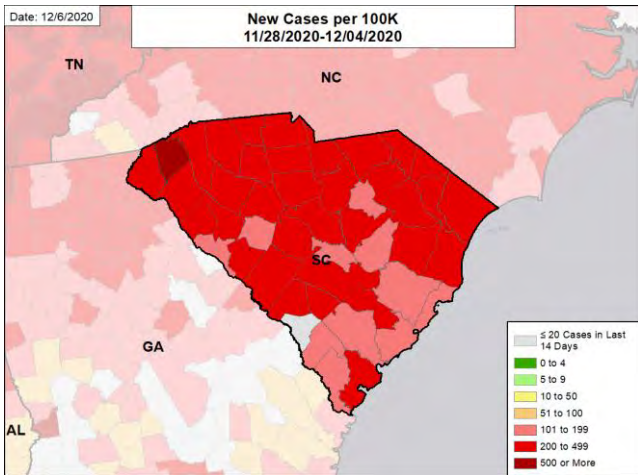 Date: 12/6/2020
New Cases per 100K
11/28/2020-12/04/2020
TN
NC
SC
GA
AL
≤ 20 Cases in Last
14 Days
0 to 4
5 to 9
10 to 50
51 to 100
101 to 199
200 to 499
500 or More